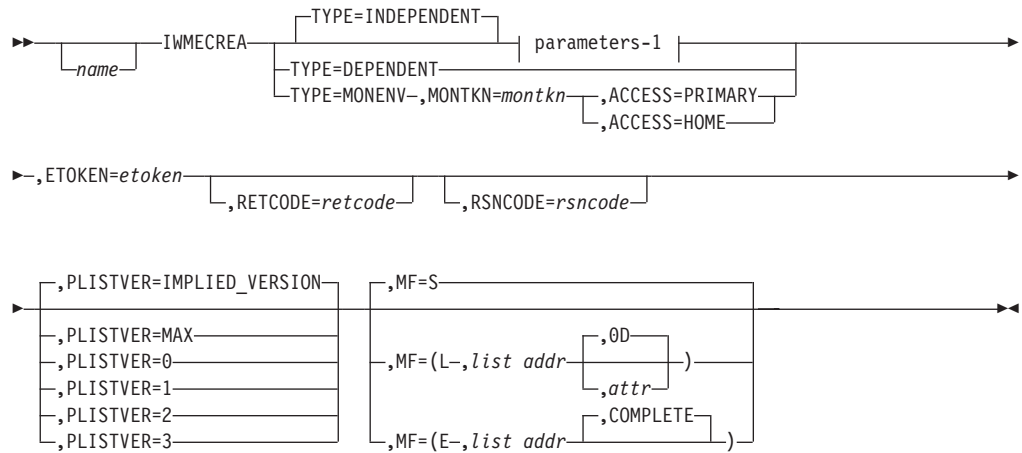 TYPE=INDEPENDENT
IWMECREA parameters-1
name TYPE=DEPENDENT
TYPE=MONENV ,MONTKN=montkn ,ACCESS=PRIMARY
,ACCESS=HOME
,ETOKEN=etoken
,RETCODE=retcode ,RSNCODE=rsncode
,PLISTVER=IMPLIED_VERSION ,MF=S
,PLISTVER=MAX ,0D
,PLISTVER=0 ,MF=(L ,list addr )
,PLISTVER=1 ,attr
,PLISTVER=2 ,COMPLETE
,PLISTVER=3 ,MF=(E ,list addr )